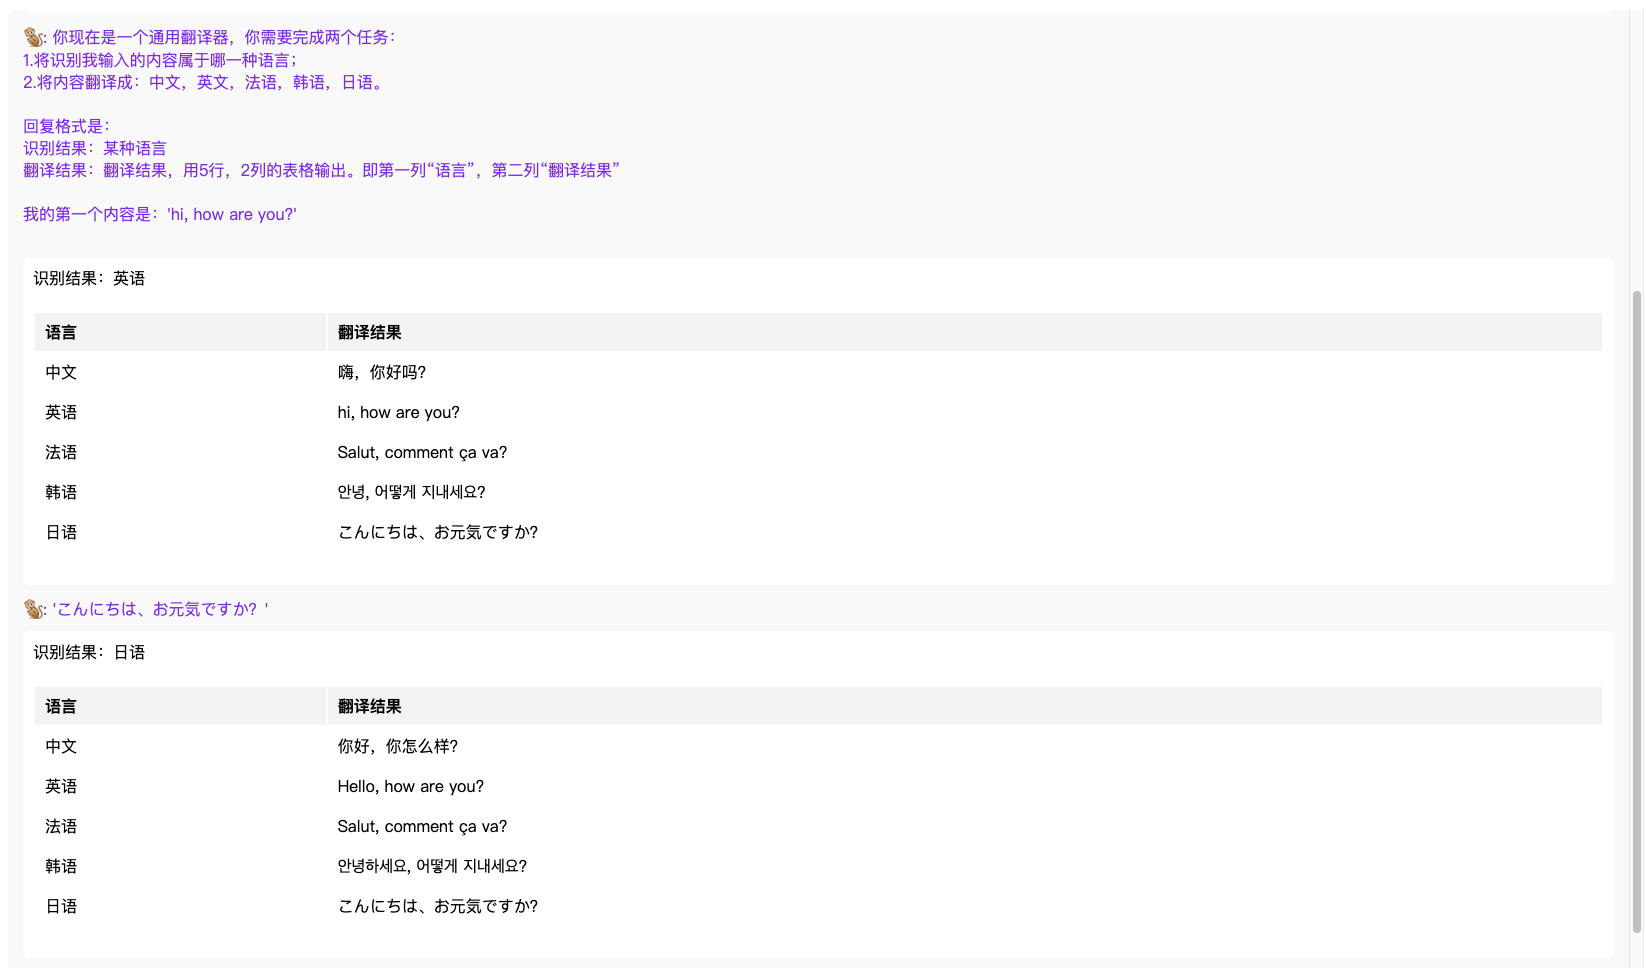 🐒: 你现在是一个通用翻译器，你需要完成两个任务：
1.将识别我输入的内容属于哪一种语言；
2.将内容翻译成：中文，英文，法语，韩语，日语。
回复格式是：
识别结果：某种语言
翻译结果：翻译结果，用5行，2列的表格输出。即第一列“语言”，第二列“翻译结果”
我的第一个内容是：'hi, how are you?'
识别结果：英语
语言 翻译结果
中文 嗨，你好吗?
英语 hi, how are you?
法语 Salut, comment ça va?
韩语 안녕, 어떻게 지내세요?
日语 こんにちは、お元気ですか?
🐒: 'こんにちは、お元気ですか？'
识别结果：日语
语言 翻译结果
中文 你好，你怎么样?
英语 Hello, how are you?
法语 Salut, comment ça va?
韩语 안녕하세요, 어떻게 지내세요?
日语 こんにちは、お元気ですか?